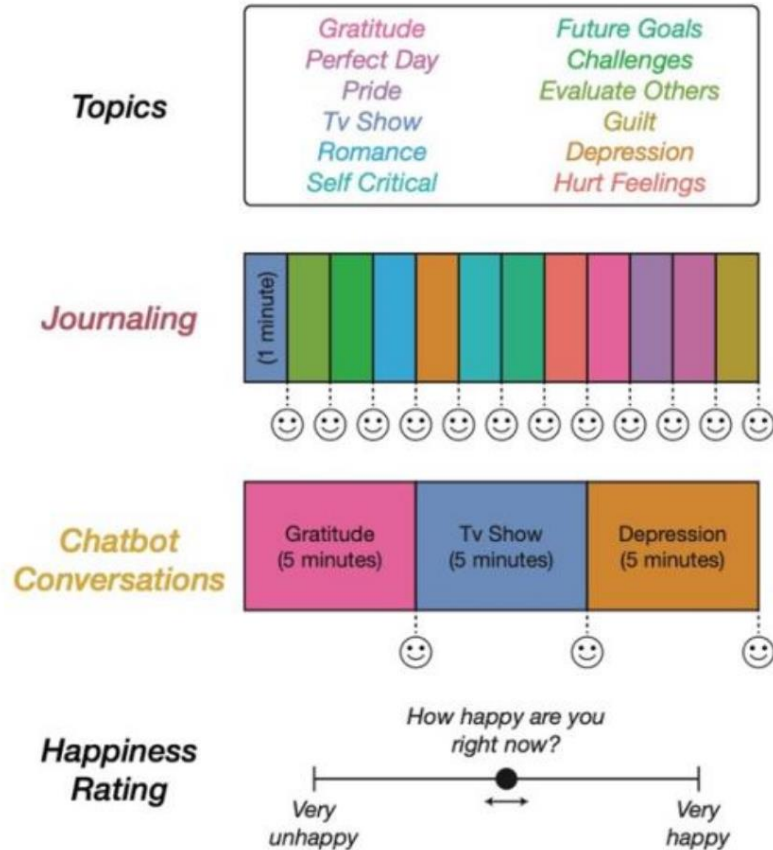 Topics
Gratitude
Perfect Day
Pride
Tv Show
Romance
Self Critical
Future Goals
Challenges
Evaluate Others
Guilt
Depression
Hurt Feelings
Journaling
(1 minute)
Chatbot
Conversations
Gratitude
(5 minutes)
Tv Show
(5 minutes)
Depression
(5 minutes)
Happiness
Rating
How happy are you
right now?
Very
unhappy
Very
happy